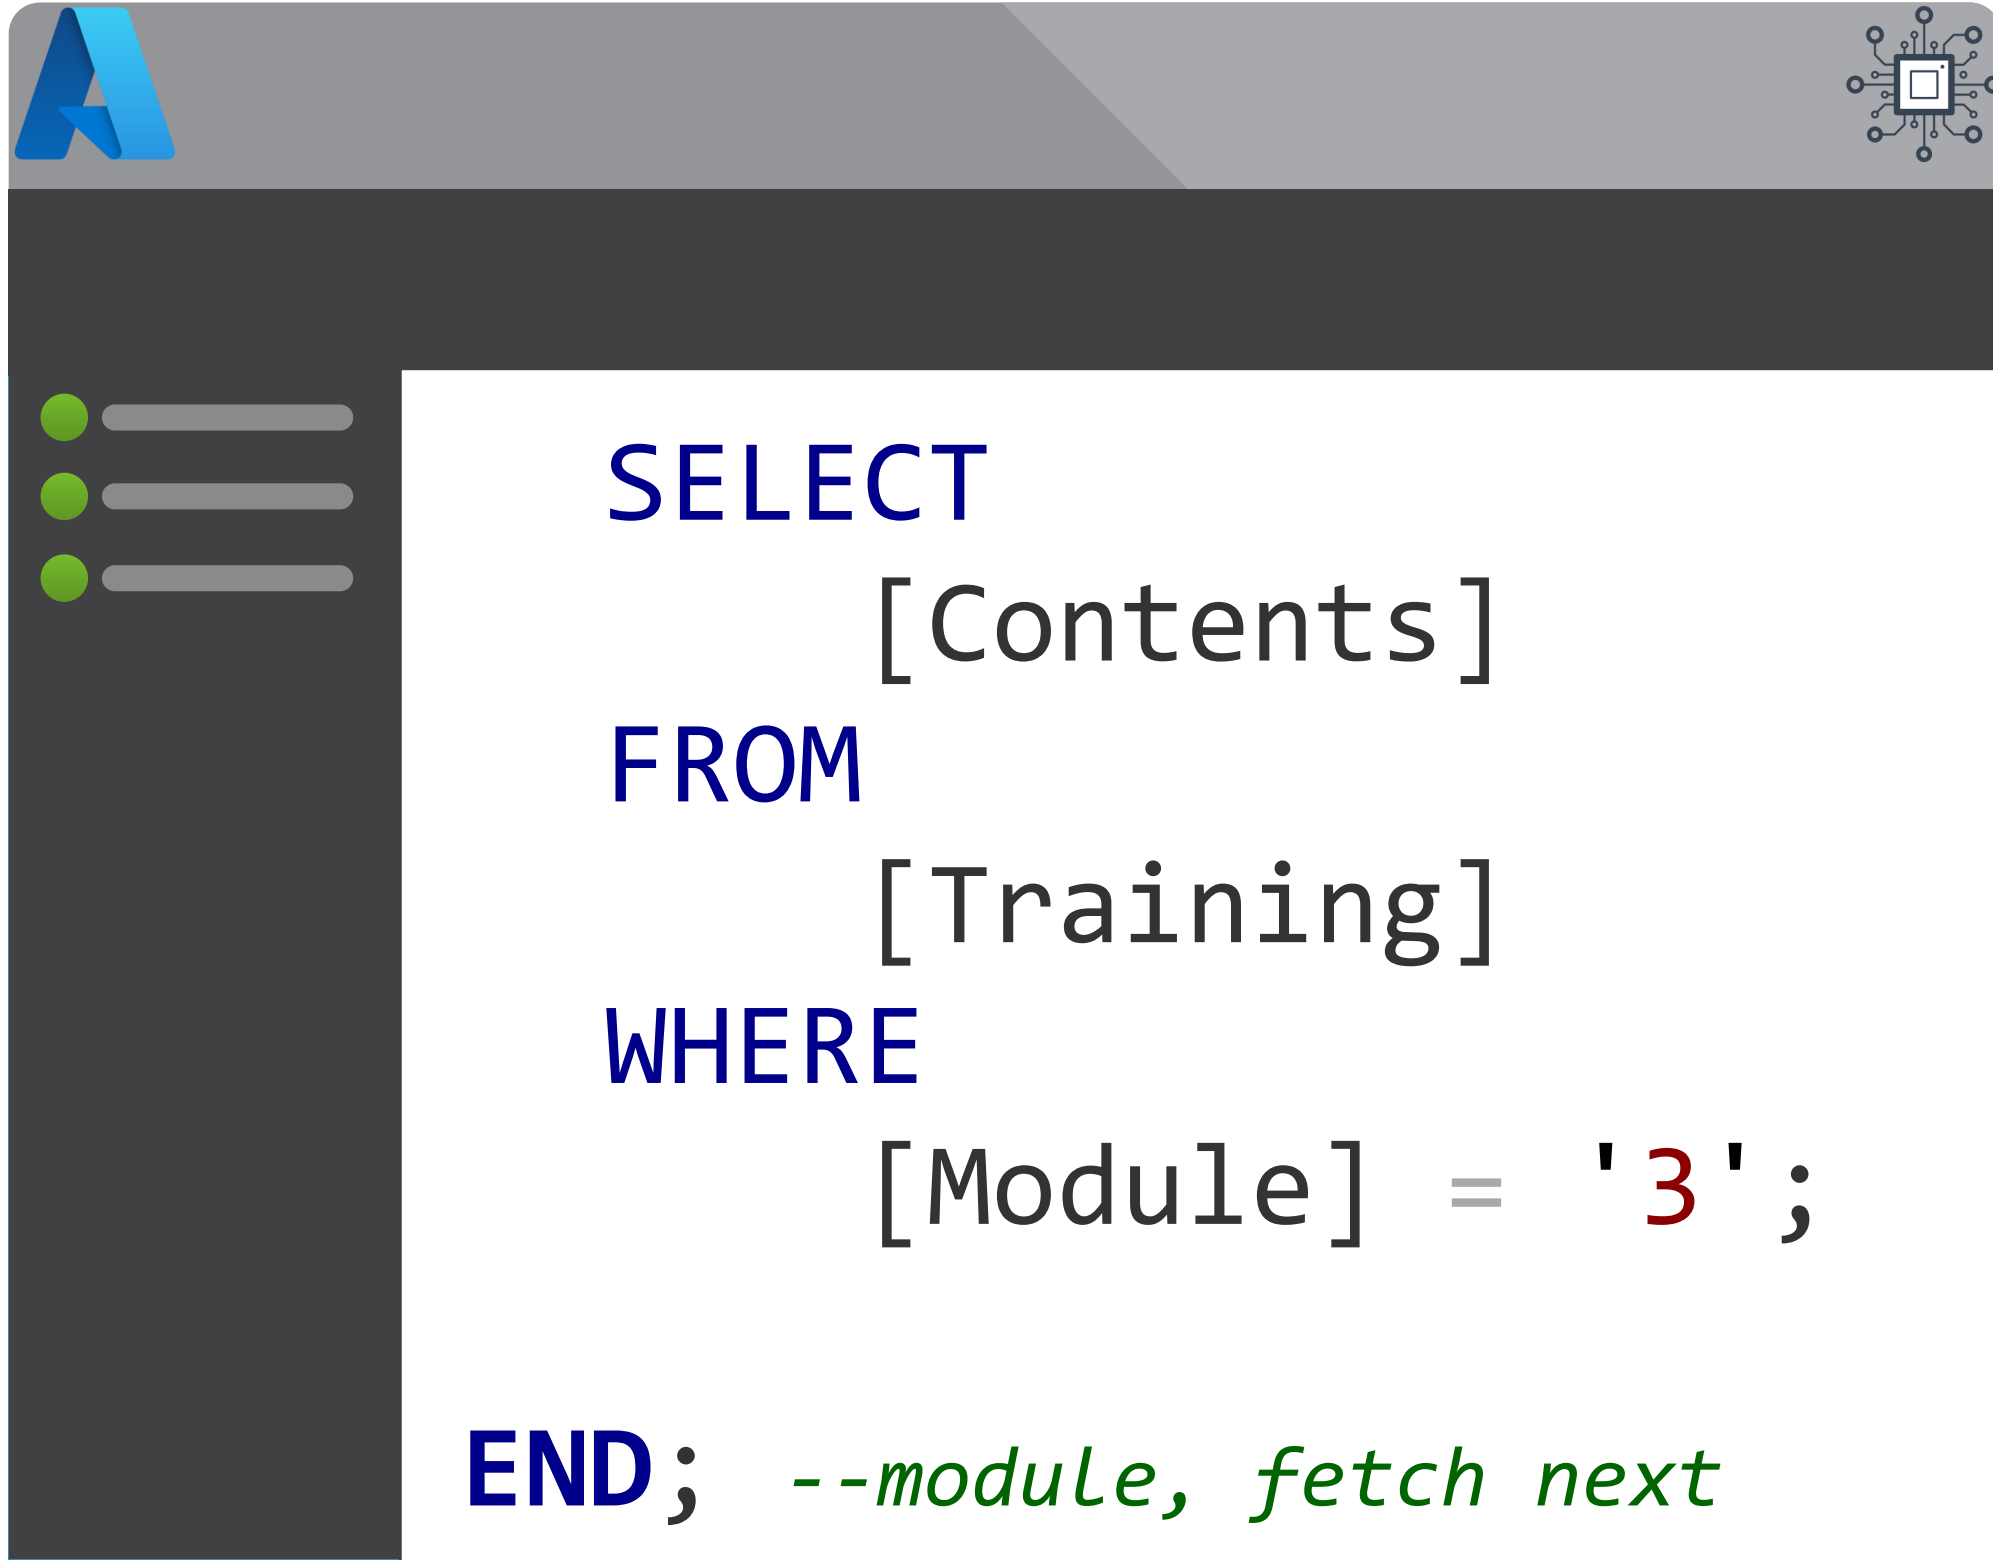 SELECT
[Contents]
FROM
[Training]
WHERE
[Module] = '3';
END; --module, fetch next